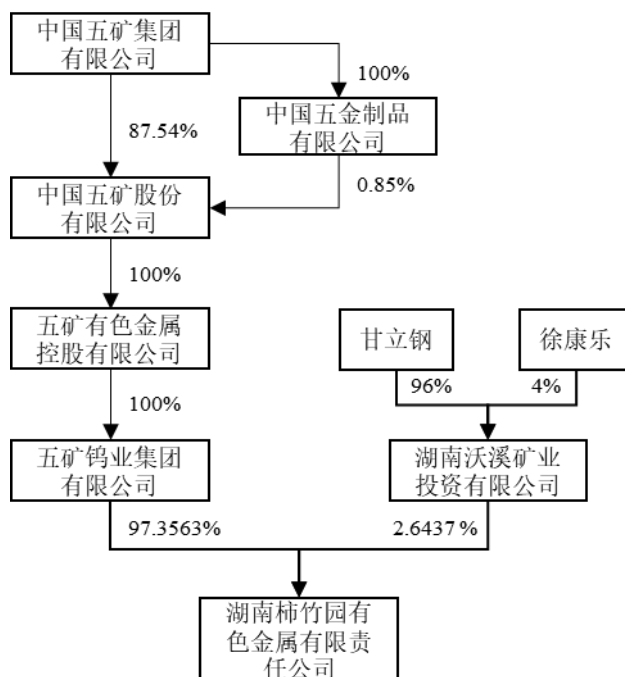 中国五矿集团
有限公司
100%
中国五金制品
有限公司
87.54%
0.85%
中国五矿股份
有限公司
100%
五矿有色金属
控股有限公司
甘立钢
徐康乐
100%
96%
4%
五矿钨业集团
有限公司
湖南沃溪矿业
投资有限公司
97.3563%
2.6437%
湖南柿竹园有
色金属有限责
任公司